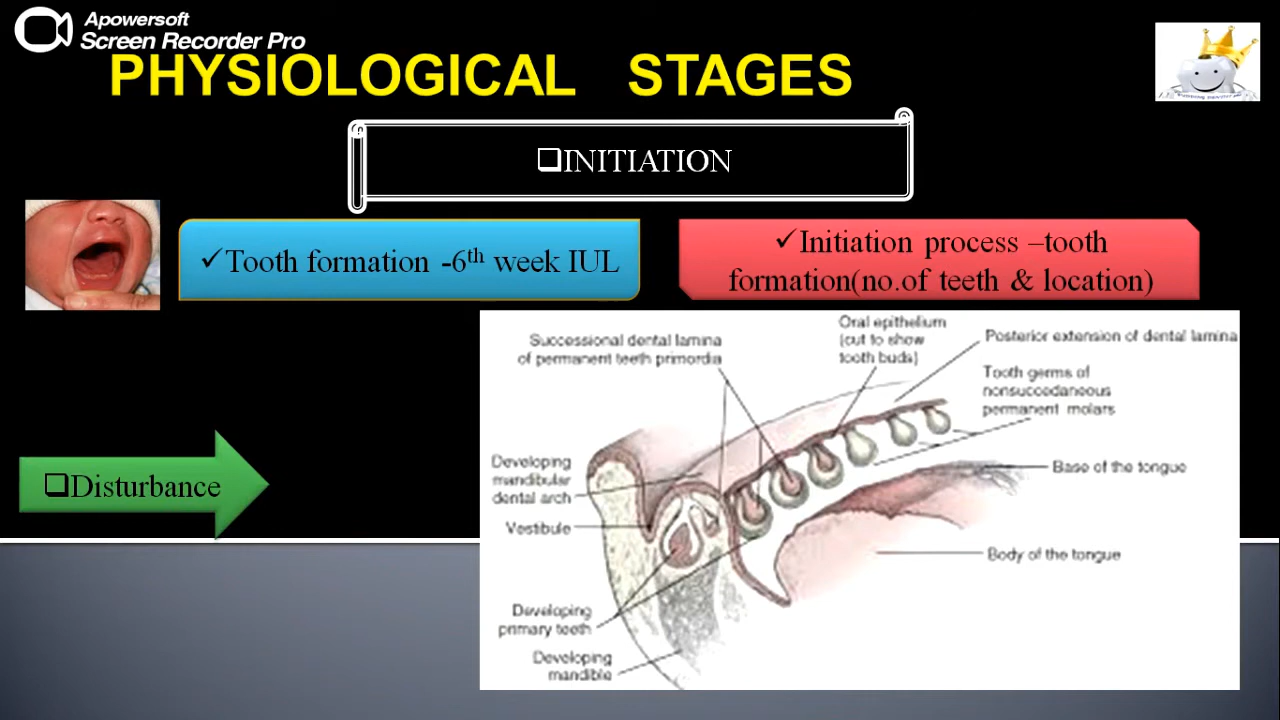 Apowersoft
Screen Recorder Pro
PHYSIOLOGICAL STAGES
❑INITIATION
✓Tooth formation -6th week IUL
✓Initiation process –tooth
formation(no.of teeth & location)
❑Disturbance
Successional dental lamina
of permanent teeth primordia
Oral epithelium
(cut to show
tooth buds)
Posterior extension of dental lamina
Tooth germs of
nonsuccedaneous
permanent molars
Developing
mandibular
dental arch
Base of the tongue
Vestibule
Body of the tongue
Developing
primary teeth
Developing
mandible